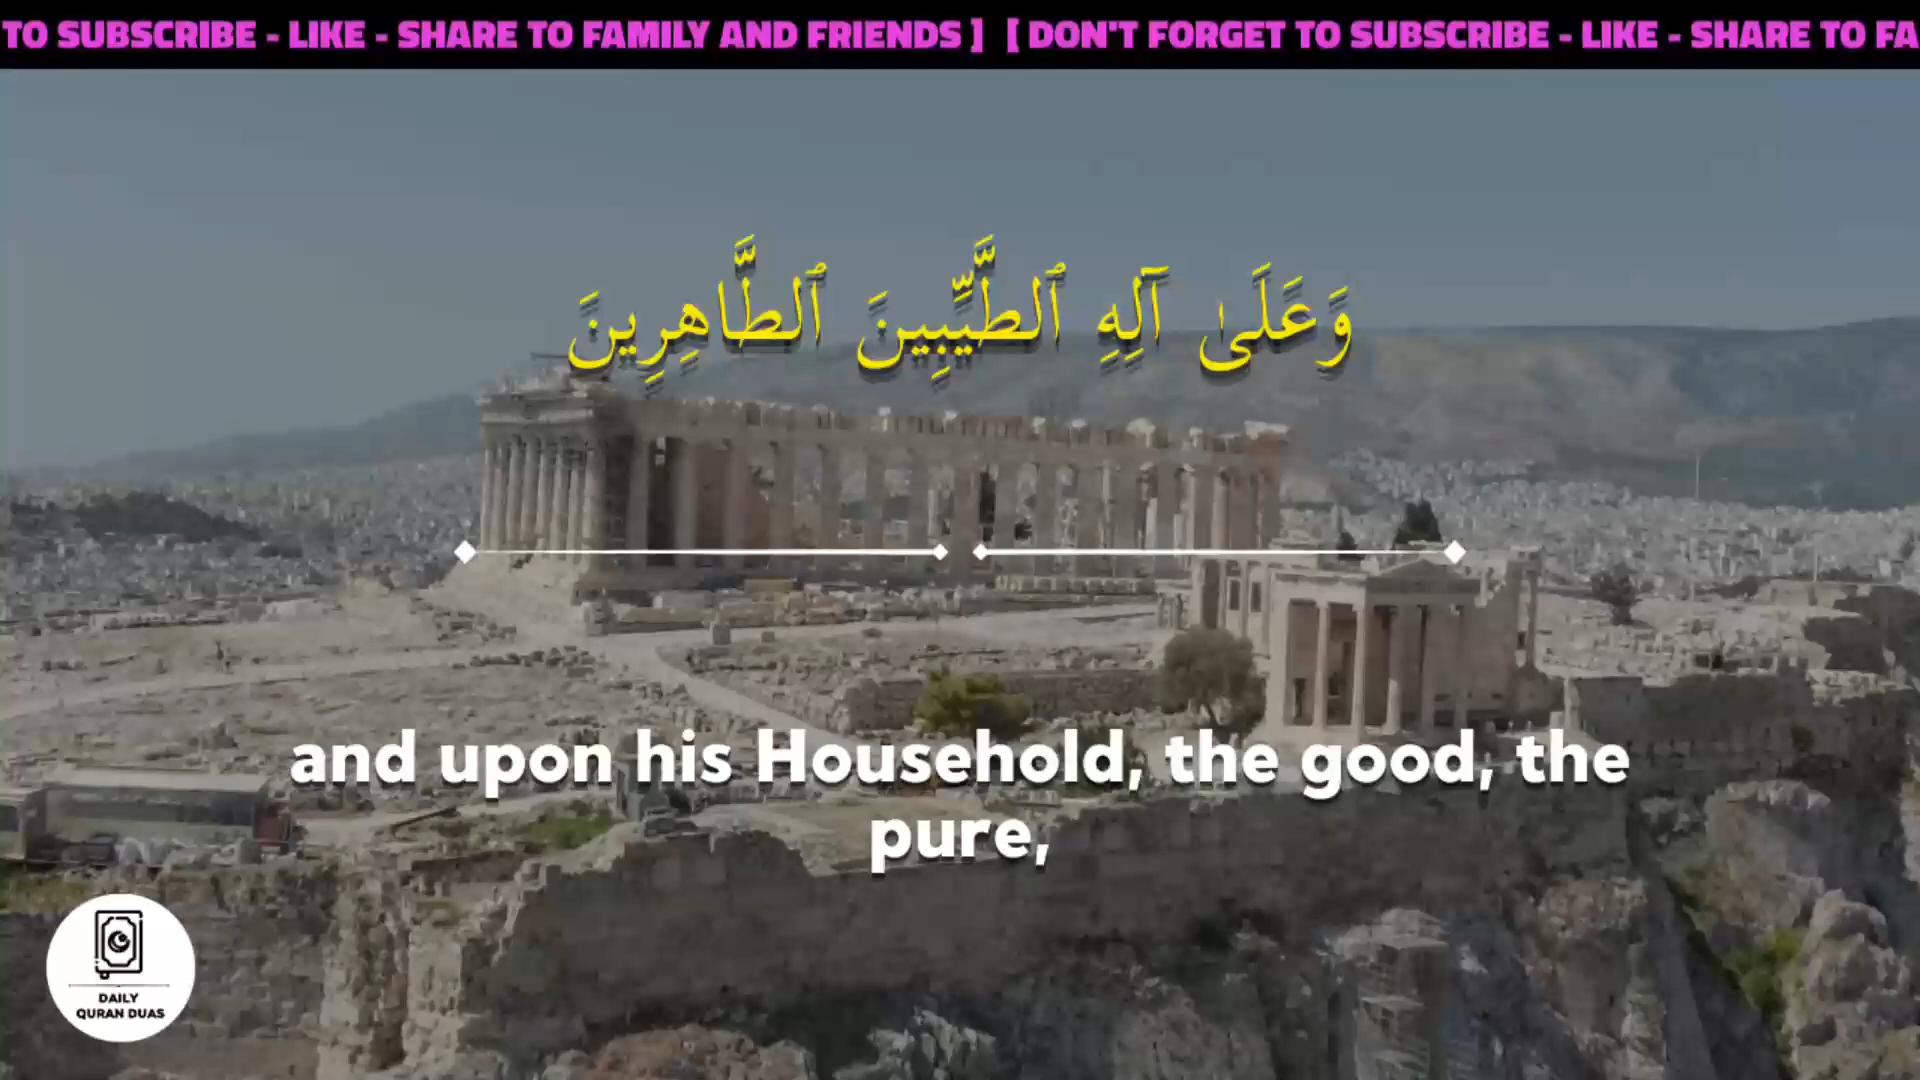 TO SUBSCRIBE - LIKE - SHARE TO FAMILY AND FRIENDS ] [ DON'T FORGET TO SUBSCRIBE - LIKE - SHARE TO FA
وَعَلَىٰ آلِهِ ٱلطَّيِّبِينَ ٱلطَّاهِرِينَ
and upon his Household, the good, the
pure,
DAILY
QURAN DUAS